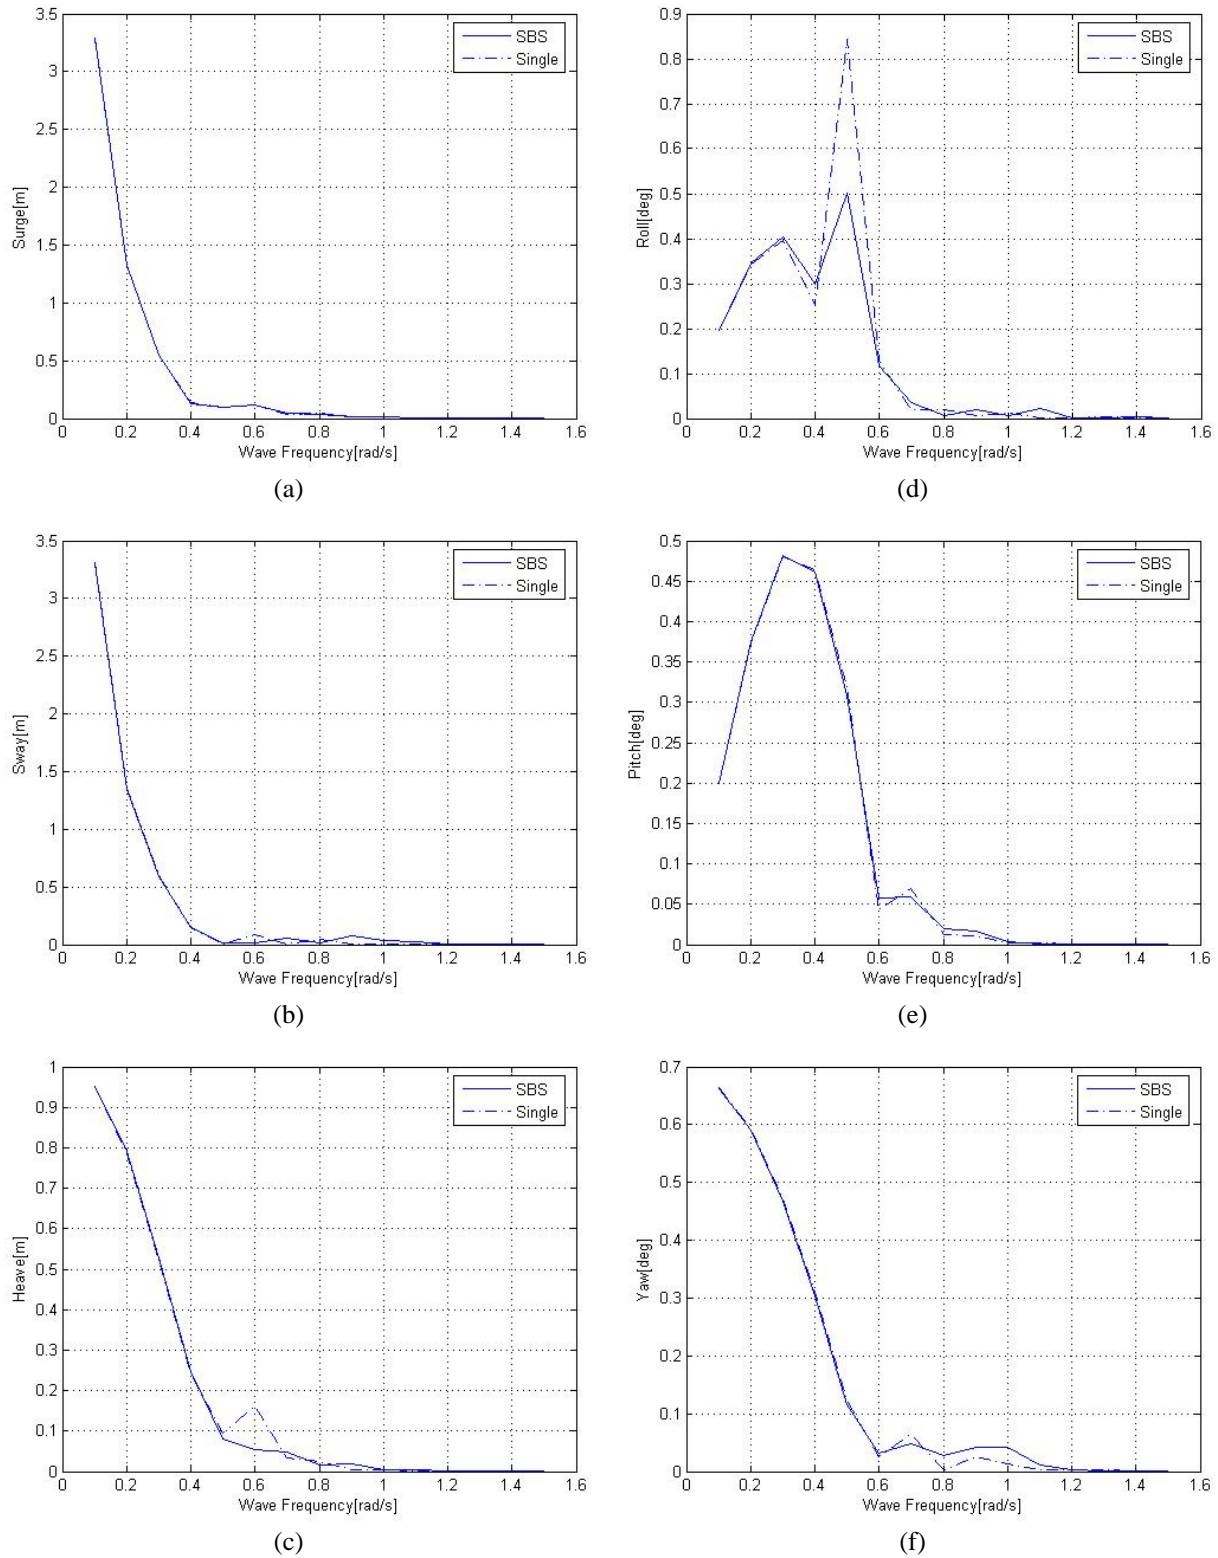 3.5
3
2.5
2
1.5
1
0.5
0
Surge[m]
SBS
Single
0 0.2 0.4 0.6 0.8 1 1.2 1.4 1.6
Wave Frequency[rad/s]
(a)
0.9
0.8
0.7
0.6
0.5
0.4
0.3
0.2
0.1
0
Roll[deg]
SBS
Single
0 0.2 0.4 0.6 0.8 1 1.2 1.4 1.6
Wave Frequency[rad/s]
(d)
3.5
3
2.5
2
1.5
1
0.5
0
Sway[m]
SBS
Single
0 0.2 0.4 0.6 0.8 1 1.2 1.4 1.6
Wave Frequency[rad/s]
(b)
0.5
0.45
0.4
0.35
0.3
0.25
0.2
0.15
0.1
0.05
0
Pitch[deg]
SBS
Single
0 0.2 0.4 0.6 0.8 1 1.2 1.4 1.6
Wave Frequency[rad/s]
(e)
1
0.9
0.8
0.7
0.6
0.5
0.4
0.3
0.2
0.1
0
Heave[m]
SBS
Single
0 0.2 0.4 0.6 0.8 1 1.2 1.4 1.6
Wave Frequency[rad/s]
(c)
0.7
0.6
0.5
0.4
0.3
0.2
0.1
0
Yaw[deg]
SBS
Single
0 0.2 0.4 0.6 0.8 1 1.2 1.4 1.6
Wave Frequency[rad/s]
(f)